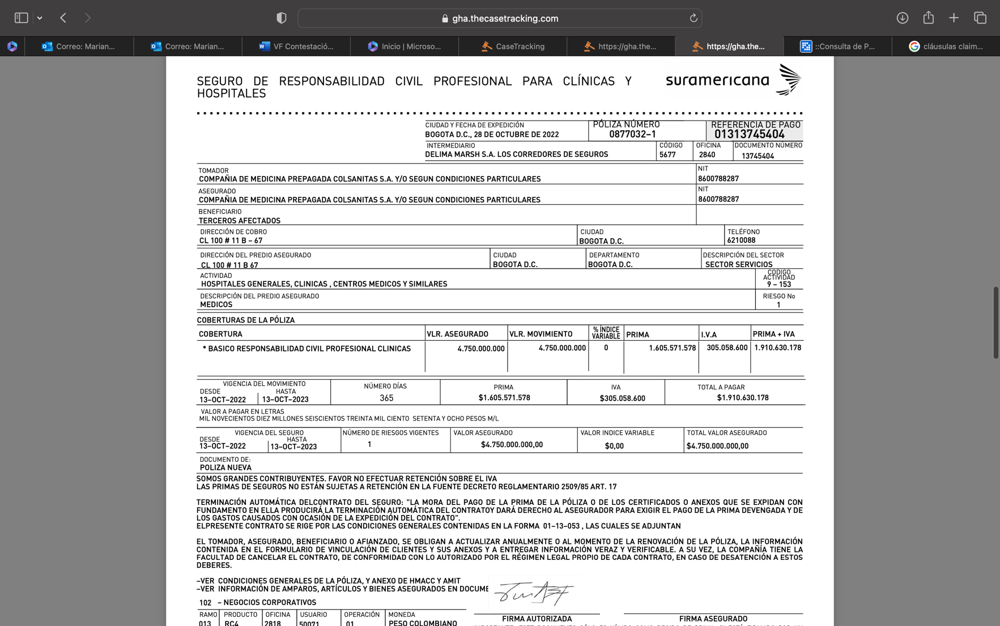 gha.thecasetracking.com
Correo: Marian...
Correo: Marian...
VF Contestació...
Inicio | Microso...
CaseTracking
https://gha.the...
https://gha.the...
::Consulta de P...
cláusulas claim...
SEGURO DE RESPONSABILIDAD CIVIL PROFESIONAL PARA CLÍNICAS Y
HOSPITALES
suramericana
CIUDAD Y FECHA DE EXPEDICIÓN
BOGOTA D.C., 28 DE OCTUBRE DE 2022
PÓLIZA NÚMERO
0877032-1
REFERENCIA DE PAGO
01313745404
INTERMEDIARIO
DELIMA MARSH S.A. LOS CORREDORES DE SEGUROS
CÓDIGO
5677
OFICINA
2840
DOCUMENTO NÚMERO
13745404
TOMADOR
COMPAÑIA DE MEDICINA PREPAGADA COLSANITAS S.A. Y/O SEGUN CONDICIONES PARTICULARES
NIT
8600788287
ASEGURADO
COMPAÑIA DE MEDICINA PREPAGADA COLSANITAS S.A. Y/O SEGUN CONDICIONES PARTICULARES
NIT
8600788287
BENEFICIARIO
TERCEROS AFECTADOS
DIRECCIÓN DE COBRO
CL 100 # 11 B – 67
CIUDAD
BOGOTA D.C.
TELÉFONO
6210088
DIRECCIÓN DEL PREDIO ASEGURADO
CL 100 # 11 B 67
CIUDAD
BOGOTA D.C.
DEPARTAMENTO
BOGOTA D.C.
DESCRIPCIÓN DEL SECTOR
SECTOR SERVICIOS
ACTIVIDAD
HOSPITALES GENERALES, CLINICAS , CENTROS MEDICOS Y SIMILARES
CÓDIGO
ACTIVIDAD
9 – 153
DESCRIPCIÓN DEL PREDIO ASEGURADO
MEDICOS
RIESGO No
1
COBERTURAS DE LA PÓLIZA
COBERTURA
VLR. ASEGURADO
VLR. MOVIMIENTO
% ÍNDICE
VARIABLE
PRIMA
I.V.A
PRIMA + IVA
* BASICO RESPONSABILIDAD CIVIL PROFESIONAL CLINICAS
4.750.000.000
4.750.000.000
0
1.605.571.578
305.058.600
1.910.630.178
VIGENCIA DEL MOVIMIENTO
DESDE
HASTA
13-OCT-2022
13-OCT-2023
NÚMERO DÍAS
365
PRIMA
$1.605.571.578
IVA
$305.058.600
TOTAL A PAGAR
$1.910.630.178
VALOR A PAGAR EN LETRAS
MIL NOVECIENTOS DIEZ MILLONES SEISCIENTOS TREINTA MIL CIENTO SETENTA Y OCHO PESOS M/L
VIGENCIA DEL SEGURO
DESDE
HASTA
13-OCT-2022
13-OCT-2023
NÚMERO DE RIESGOS VIGENTES
1
VALOR ASEGURADO
$4.750.000.000,00
VALOR INDICE VARIABLE
$0,00
TOTAL VALOR ASEGURADO
$4.750.000.000,00
DOCUMENTO DE:
POLIZA NUEVA
SOMOS GRANDES CONTRIBUYENTES. FAVOR NO EFECTUAR RETENCIÓN SOBRE EL IVA
LAS PRIMAS DE SEGUROS NO ESTÁN SUJETAS A RETENCIÓN EN LA FUENTE DECRETO REGLAMENTARIO 2509/85 ART. 17
TERMINACIÓN AUTOMÁTICA DELCONTRATO DEL SEGURO: "LA MORA DEL PAGO DE LA PRIMA DE LA PÓLIZA O DE LOS CERTIFICADOS O ANEXOS QUE SE EXPIDAN CON
FUNDAMENTO EN ELLA PRODUCIRÁ LA TERMINACIÓN AUTOMÁTICA DEL CONTRATOY DARÁ DERECHO AL ASEGURADOR PARA EXIGIR EL PAGO DE LA PRIMA DEVENGADA Y DE
LOS GASTOS CAUSADOS CON OCASIÓN DE LA EXPEDICIÓN DEL CONTRATO".
ELPRESENTE CONTRATO SE RIGE POR LAS CONDICIONES GENERALES CONTENIDAS EN LA FORMA 01-13-053 , LAS CUALES SE ADJUNTAN
EL TOMADOR, ASEGURADO, BENEFICIARIO O AFIANZADO, SE OBLIGAN A ACTUALIZAR ANUALMENTE O AL MOMENTO DE LA RENOVACIÓN DE LA PÓLIZA, LA INFORMACIÓN
CONTENIDA EN EL FORMULARIO DE VINCULACIÓN DE CLIENTES Y SUS ANEXOS Y A ENTREGAR INFORMACIÓN VERAZ Y VERIFICABLE. A SU VEZ, LA COMPAÑÍA TIENE LA
FACULTAD DE CANCELAR EL CONTRATO, DE CONFORMIDAD CON LO AUTORIZADO POR EL RÉGIMEN LEGAL PROPIO DE CADA CONTRATO, EN CASO DE DESATENCIÓN A ESTOS
DEBERES.
–VER CONDICIONES GENERALES DE LA PÓLIZA, Y ANEXO DE HMACC Y AMIT
–VER INFORMACIÓN DE AMPAROS, ARTÍCULOS Y BIENES ASEGURADOS EN DOCUME
102 – NEGOCIOS CORPORATIVOS
RAMO
013
PRODUCTO
RC4
OFICINA
2818
USUARIO
50071
OPERACIÓN
01
MONEDA
PESO COLOMBIANO
FIRMA AUTORIZADA
FIRMA ASEGURADO